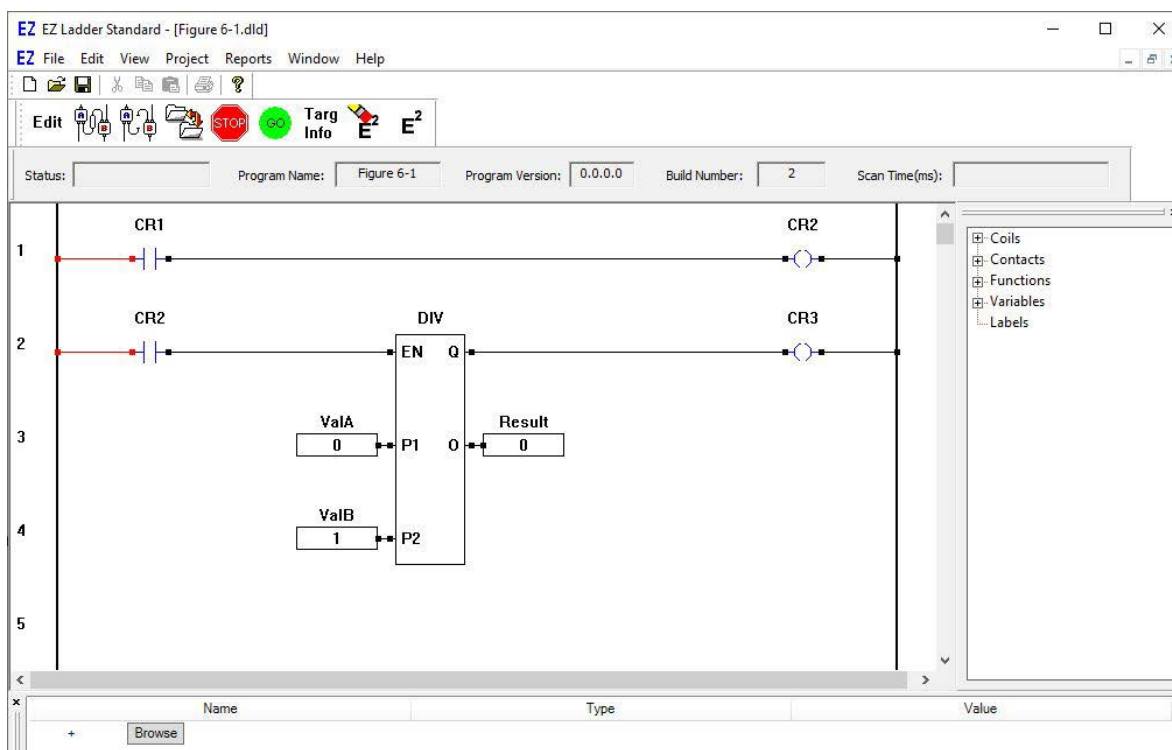 EZ EZ Ladder Standard - [Figure 6-1.dld]
EZ File Edit View Project Reports Window Help
Edit A B A B STOP GO Targ Info E² E²
Status: Program Name: Figure 6-1 Program Version: 0.0.0.0 Build Number: 2 Scan Time(ms):
CR1 CR2
1
CR2 DIV CR3
2 EN Q
ValA Result
3 0 P1 O 0
ValB
4 1 P2
5
Coils
Contacts
Functions
Variables
Labels
Name Type Value
+ Browse